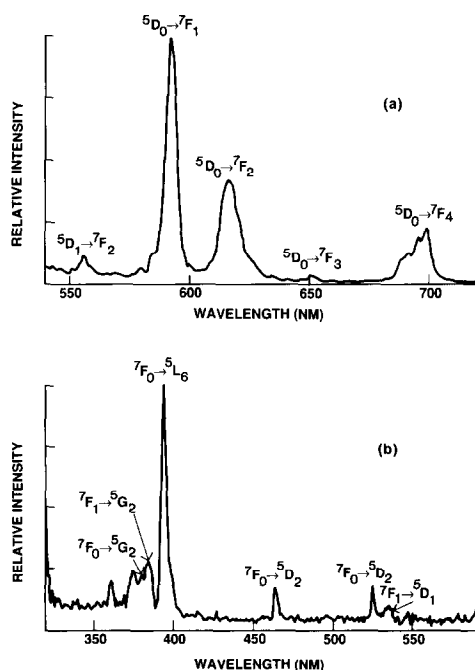 ⁵D₀→⁷F₁
(a)
⁵D₀→⁷F₂
⁵D₁→⁷F₂
⁵D₀→⁷F₃
⁵D₀→⁷F₄
RELATIVE INTENSITY
550 600 650 700
WAVELENGTH (NM)
⁷F₀→⁵L₆
(b)
⁷F₁→⁵G₂
⁷F₀→⁵G₂
⁷F₀→⁵D₂
⁷F₀→⁵D₂
⁷F₁→⁵D₁
RELATIVE INTENSITY
350 400 450 500 550
WAVELENGTH (NM)